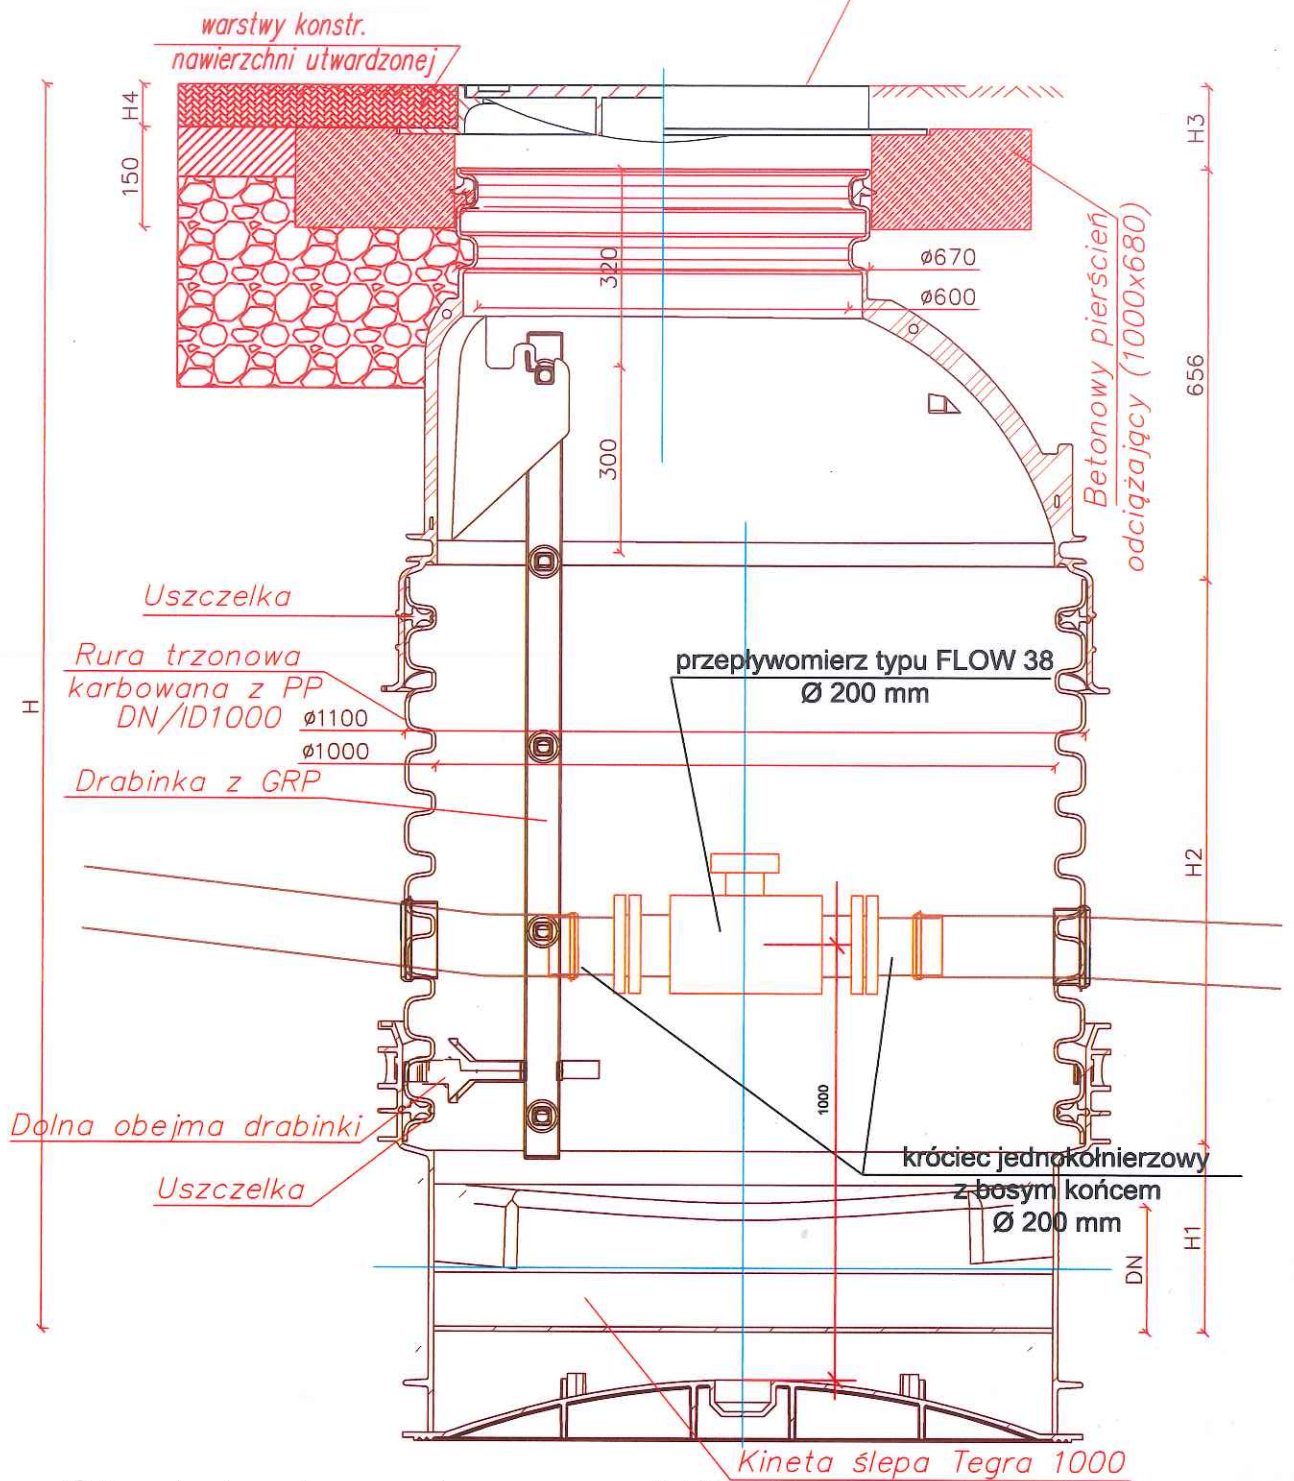 warstwy konstr.
nawierzchni utwardzonej
H4
150
H3
320
ø670
ø600
Betonowy pierścień
odciążający (1000x680)
656
300
Uszczelka
Rura trzonowa
karbowana z PP
DN/ID1000
ø1100
ø1000
przepływomierz typu FLOW 38
Ø 200 mm
H
Drabinka z GRP
H2
1000
Dolna obejma drabinki
Uszczelka
króciec jednokołnierzowy
z bosym końcem
Ø 200 mm
DN
H1
Kineta ślepa Tegra 1000